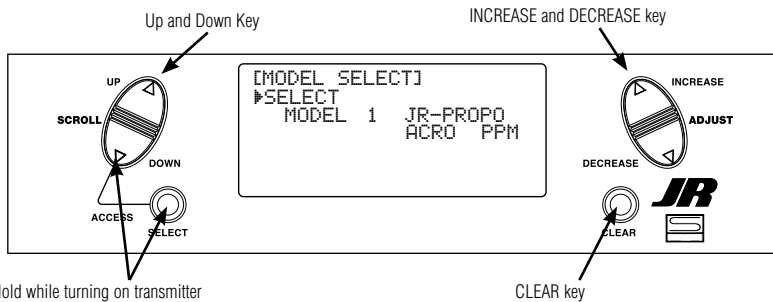 Up and Down Key
INCREASE and DECREASE key
UP
SCROLL
DOWN
ACCESS
SELECT
[MODEL SELECT]
SELECT
MODEL 1 JR-PROPO
ACRO PPM
INCREASE
ADJUST
DECREASE
CLEAR
JR
S
Hold while turning on transmitter
CLEAR key